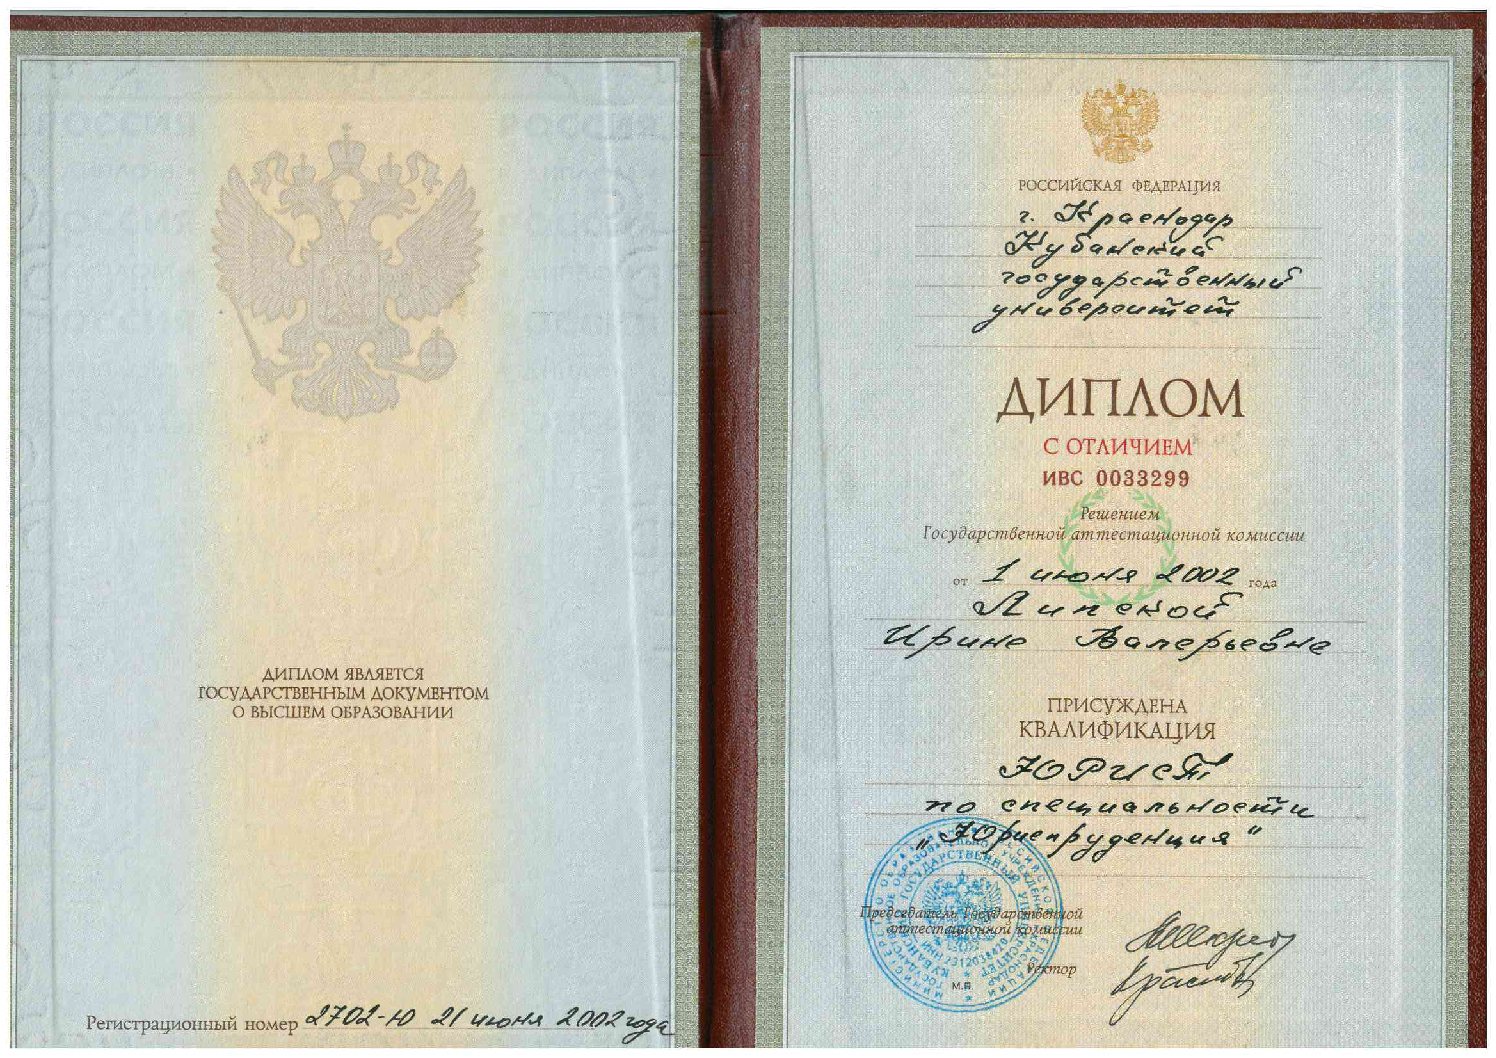 ДИПЛОМ ЯВЛЯЕТСЯ
ГОСУДАРСТВЕННЫМ ДОКУМЕНТОМ
О ВЫСШЕМ ОБРАЗОВАНИИ
Регистрационный номер 2702-Ю 21 июня 2002 года
РОССИЙСКАЯ ФЕДЕРАЦИЯ
г. Краснодар
Кубанский
государственный
университет
ДИПЛОМ
С ОТЛИЧИЕМ
ИВС 0033299
Решением
Государственной аттестационной комиссии
от 1 июня 2002 года
Липской
Ирине Валерьевне
ПРИСУЖДЕНА
КВАЛИФИКАЦИЯ
ЮРИСТ
по специальности
„Юриспруденция"
Председатель Государственной
аттестационной комиссии
Ректор
М.П.